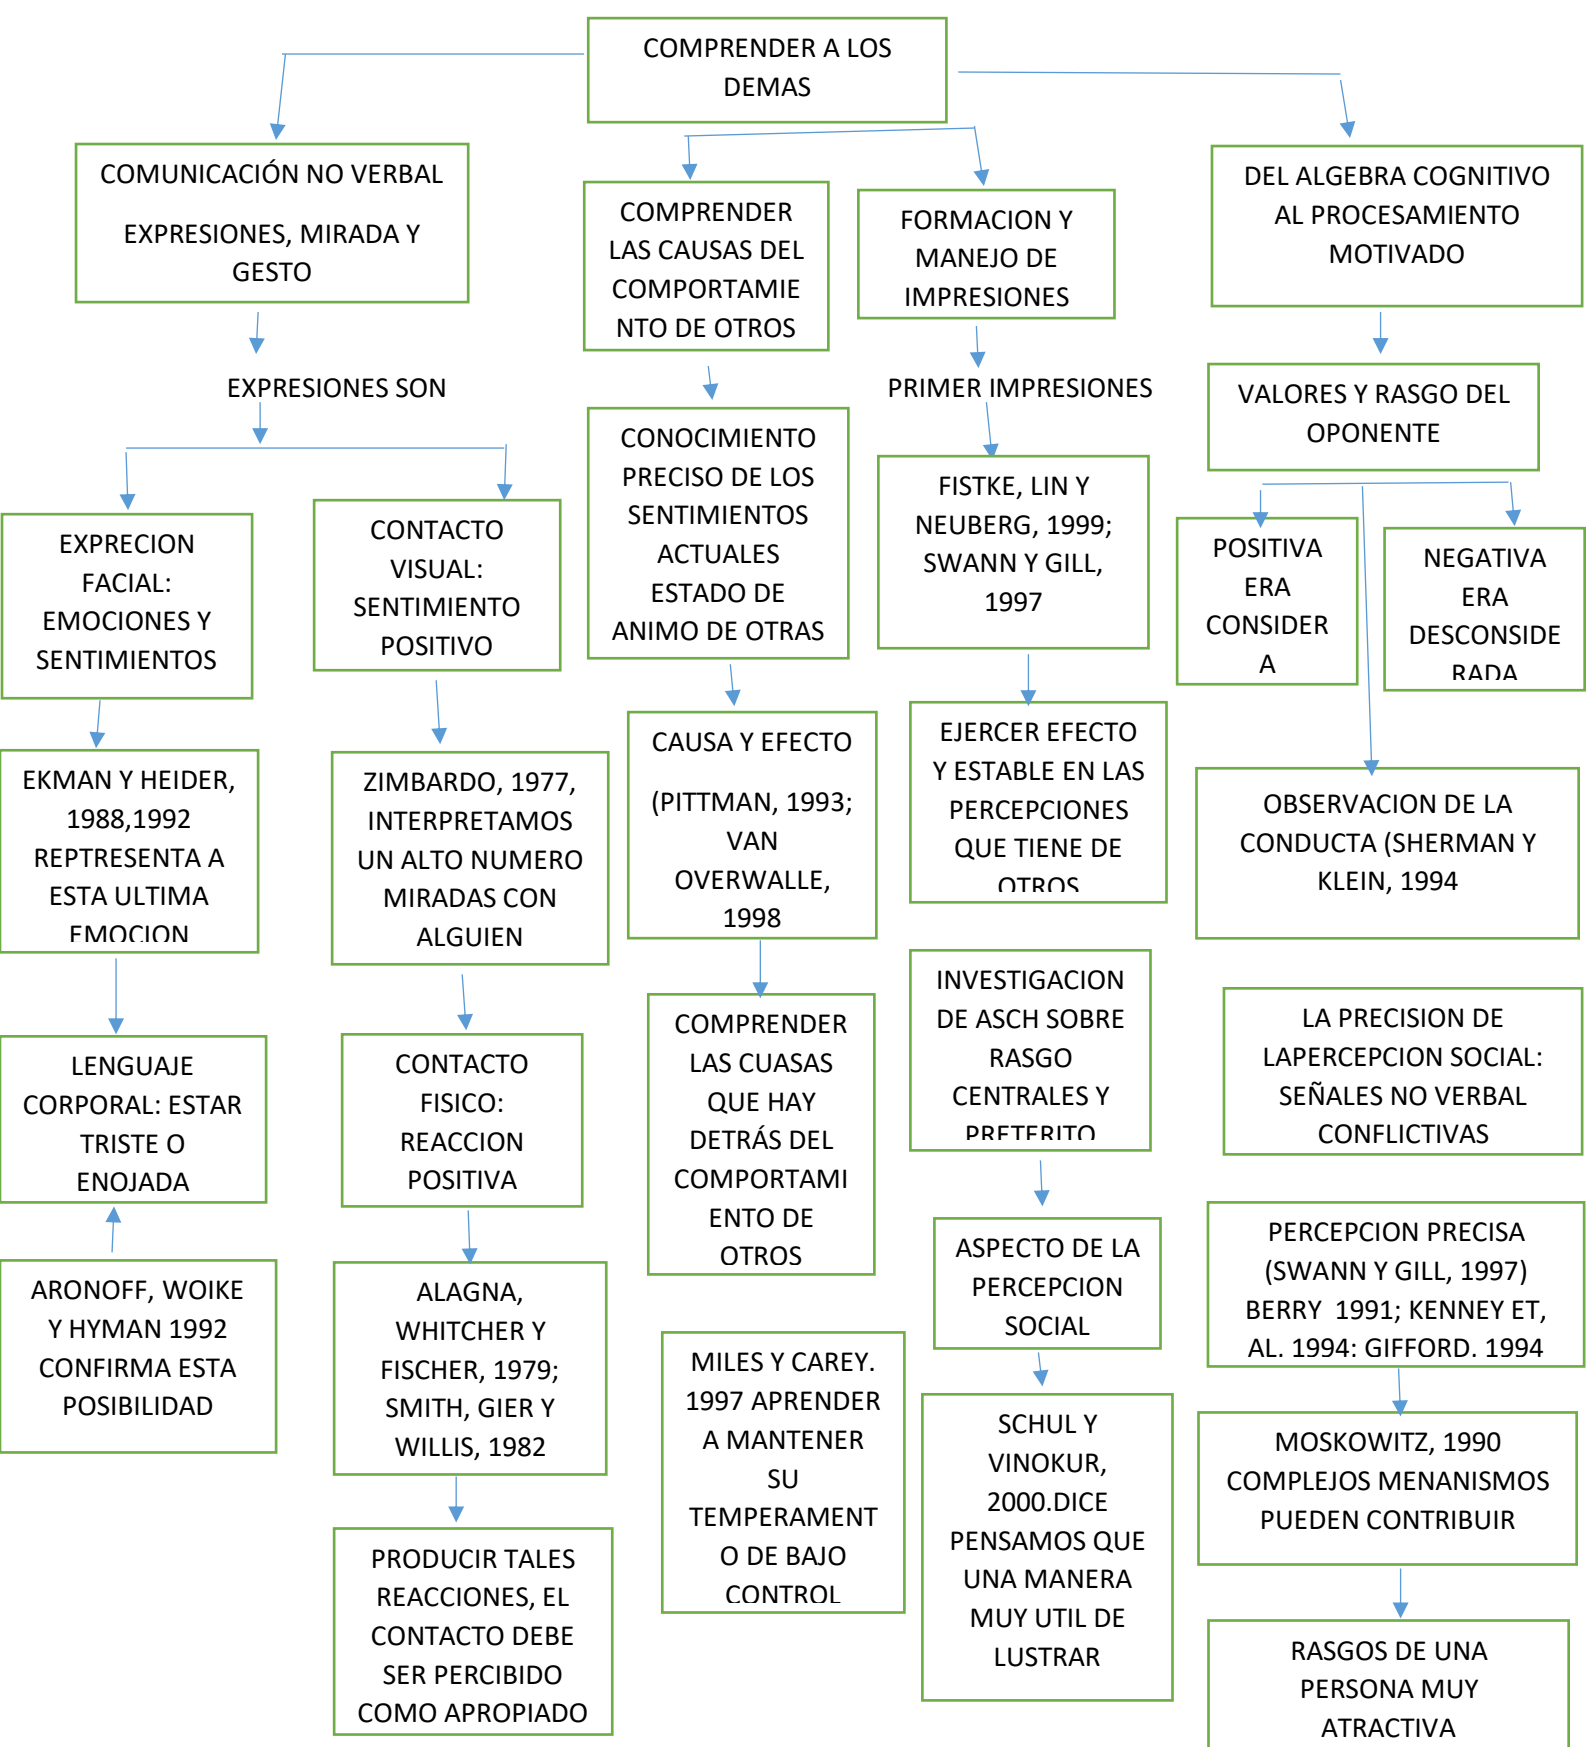 COMPRENDER A LOS
DEMAS
COMUNICACIÓN NO VERBAL
EXPRESIONES, MIRADA Y
GESTO
COMPRENDER
LAS CAUSAS DEL
COMPORTAMIE
NTO DE OTROS
FORMACION Y
MANEJO DE
IMPRESIONES
DEL ALGEBRA COGNITIVO
AL PROCESAMIENTO
MOTIVADO
EXPRESIONES SON
PRIMER IMPRESIONES
VALORES Y RASGO DEL
OPONENTE
EXPRECION
FACIAL:
EMOCIONES Y
SENTIMIENTOS
CONTACTO
VISUAL:
SENTIMIENTO
POSITIVO
CONOCIMIENTO
PRECISO DE LOS
SENTIMIENTOS
ACTUALES
ESTADO DE
ANIMO DE OTRAS
FISTKE, LIN Y
NEUBERG, 1999;
SWANN Y GILL,
1997
POSITIVA
ERA
CONSIDER
A
NEGATIVA
ERA
DESCONSIDE
RADA
EKMAN Y HEIDER,
1988,1992
REPTRESENTA A
ESTA ULTIMA
EMOCION
ZIMBARDO, 1977,
INTERPRETAMOS
UN ALTO NUMERO
MIRADAS CON
ALGUIEN
CAUSA Y EFECTO
(PITTMAN, 1993;
VAN
OVERWALLE,
1998
EJERCER EFECTO
Y ESTABLE EN LAS
PERCEPCIONES
QUE TIENE DE
OTROS
OBSERVACION DE LA
CONDUCTA (SHERMAN Y
KLEIN, 1994
LENGUAJE
CORPORAL: ESTAR
TRISTE O
ENOJADA
CONTACTO
FISICO:
REACCION
POSITIVA
COMPRENDER
LAS CUASAS
QUE HAY
DETRÁS DEL
COMPORTAMI
ENTO DE
OTROS
INVESTIGACION
DE ASCH SOBRE
RASGO
CENTRALES Y
PRETERITO
LA PRECISION DE
LAPERCEPCION SOCIAL:
SEÑALES NO VERBAL
CONFLICTIVAS
ARONOFF, WOIKE
Y HYMAN 1992
CONFIRMA ESTA
POSIBILIDAD
ALAGNA,
WHITCHER Y
FISCHER, 1979;
SMITH, GIER Y
WILLIS, 1982
MILES Y CAREY.
1997 APRENDER
A MANTENER
SU
TEMPERAMENT
O DE BAJO
CONTROL
ASPECTO DE LA
PERCEPCION
SOCIAL
PERCEPCION PRECISA
(SWANN Y GILL, 1997)
BERRY  1991; KENNEY ET,
AL. 1994: GIFFORD. 1994
PRODUCIR TALES
REACCIONES, EL
CONTACTO DEBE
SER PERCIBIDO
COMO APROPIADO
SCHUL Y
VINOKUR,
2000.DICE
PENSAMOS QUE
UNA MANERA
MUY UTIL DE
LUSTRAR
MOSKOWITZ, 1990
COMPLEJOS MENANISMOS
PUEDEN CONTRIBUIR
RASGOS DE UNA
PERSONA MUY
ATRACTIVA